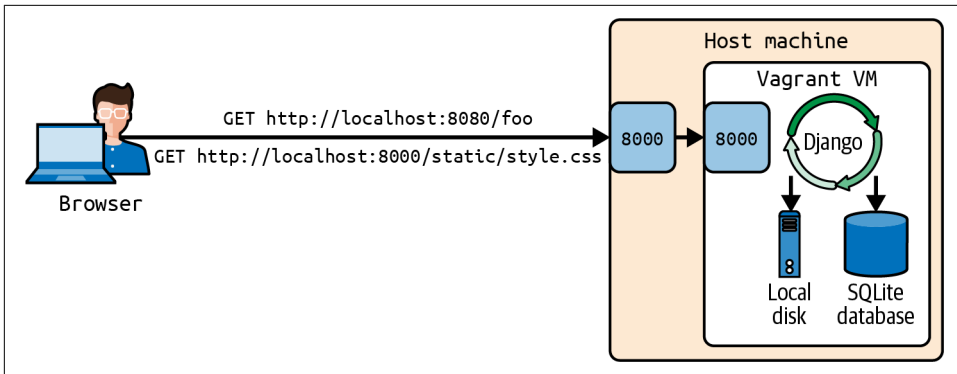 Host machine
Vagrant VM
GET http://localhost:8080/foo
8000
8000
Django
GET http://localhost:8000/static/style.css
Browser
Local
disk
SQLite
database